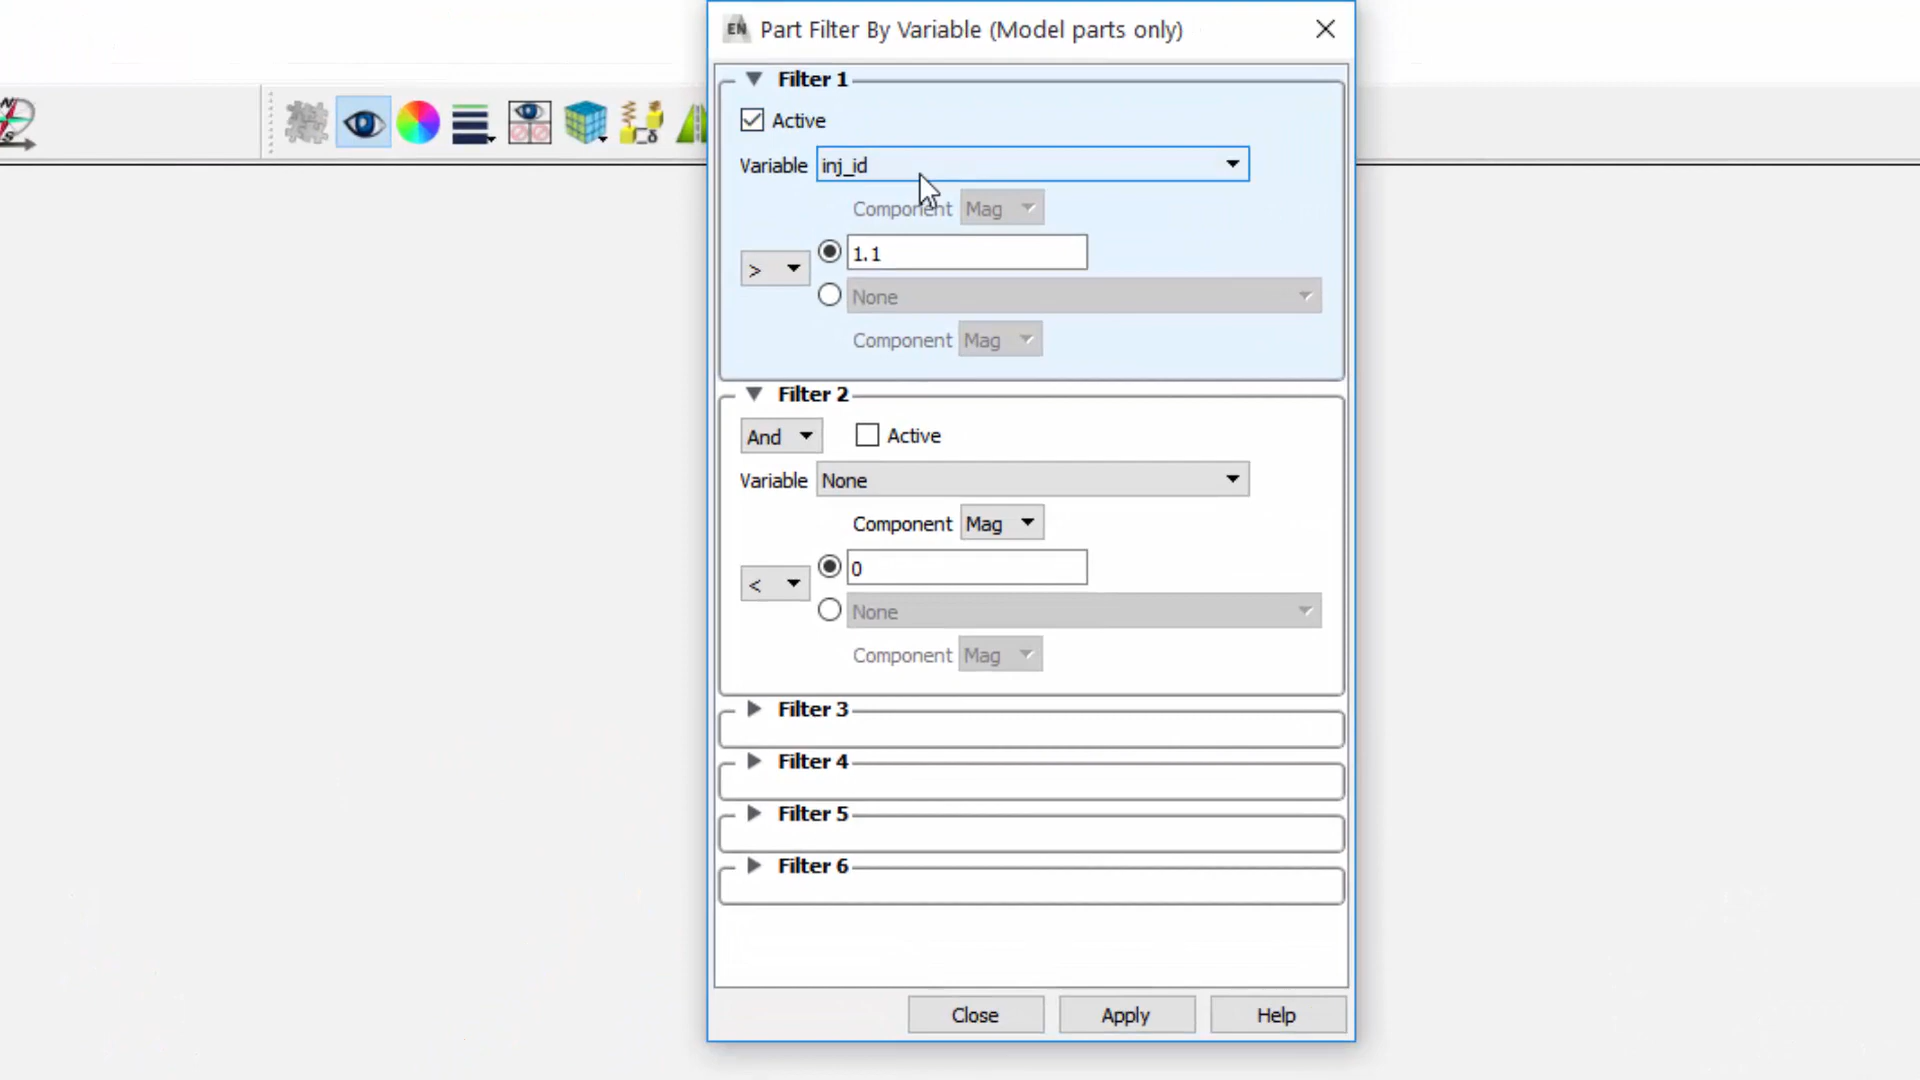 EN Part Filter By Variable (Model parts only)
Filter 1
Active
Variable inj_id
Component Mag
> 1.1
None
Component Mag
Filter 2
And Active
Variable None
Component Mag
< 0
None
Component Mag
Filter 3
Filter 4
Filter 5
Filter 6
Close Apply Help